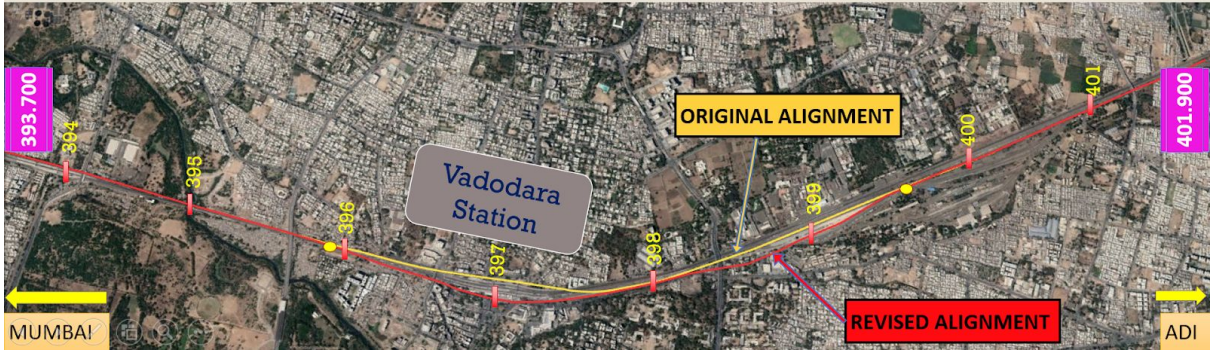 393.700
394
395
396
397
398
399
400
401
401.900
Vadodara
Station
ORIGINAL ALIGNMENT
REVISED ALIGNMENT
MUMBAI
ADI